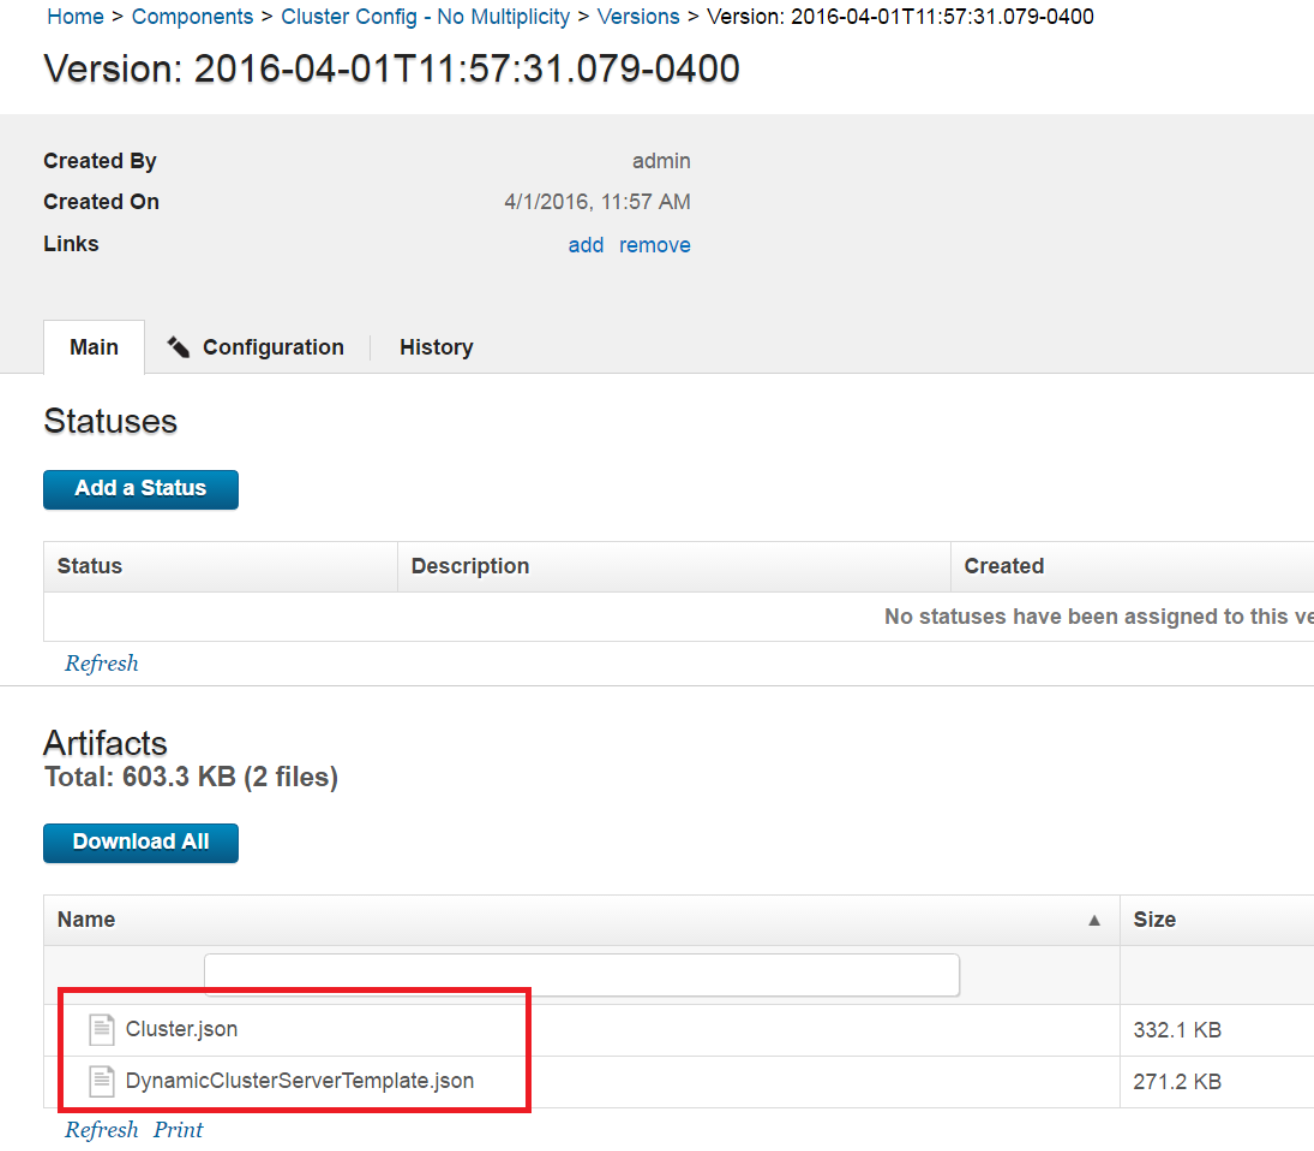 Home > Components > Cluster Config - No Multiplicity > Versions > Version: 2016-04-01T11:57:31.079-0400
Version: 2016-04-01T11:57:31.079-0400
Created By admin
Created On 4/1/2016, 11:57 AM
Links add remove
Main Configuration History
Statuses
Add a Status
Status Description Created
No statuses have been assigned to this ve
Refresh
Artifacts
Total: 603.3 KB (2 files)
Download All
Name Size
Cluster.json 332.1 KB
DynamicClusterServerTemplate.json 271.2 KB
Refresh Print